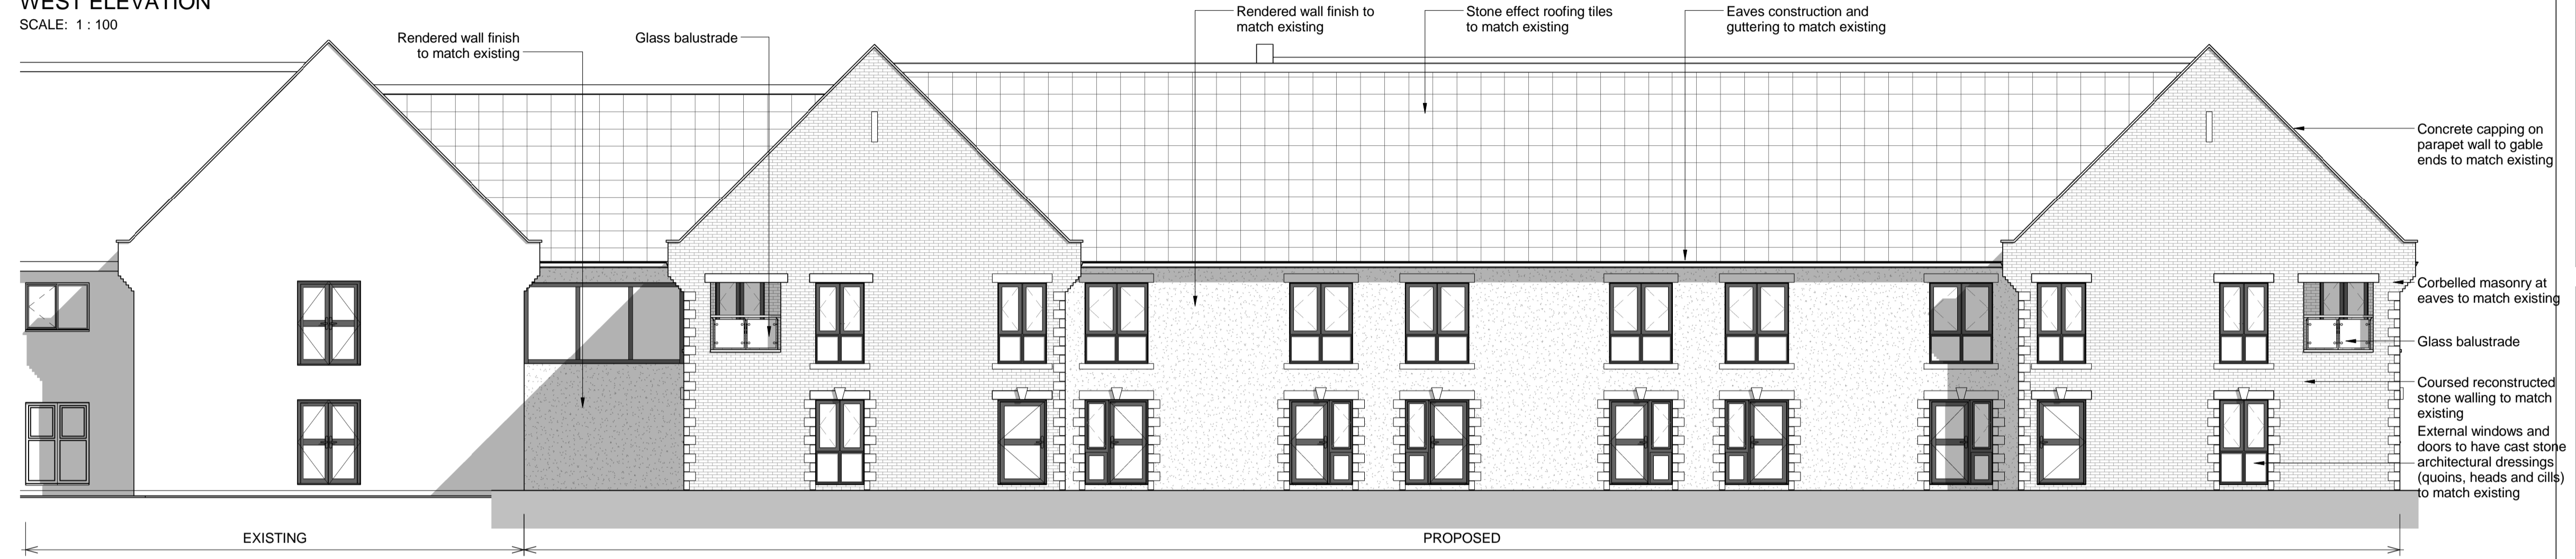 WEST ELEVATION
SCALE: 1 : 100
Rendered wall finish
to match existing
Glass balustrade
Rendered wall finish to
match existing
Stone effect roofing tiles
to match existing
Eaves construction and
guttering to match existing
Concrete capping on
parapet wall to gable
ends to match existing
Corbelled masonry at
eaves to match existing
Glass balustrade
Coursed reconstructed
stone walling to match
existing
External windows and
doors to have cast stone
architectural dressings
(quoins, heads and cills)
to match existing
EXISTING
PROPOSED